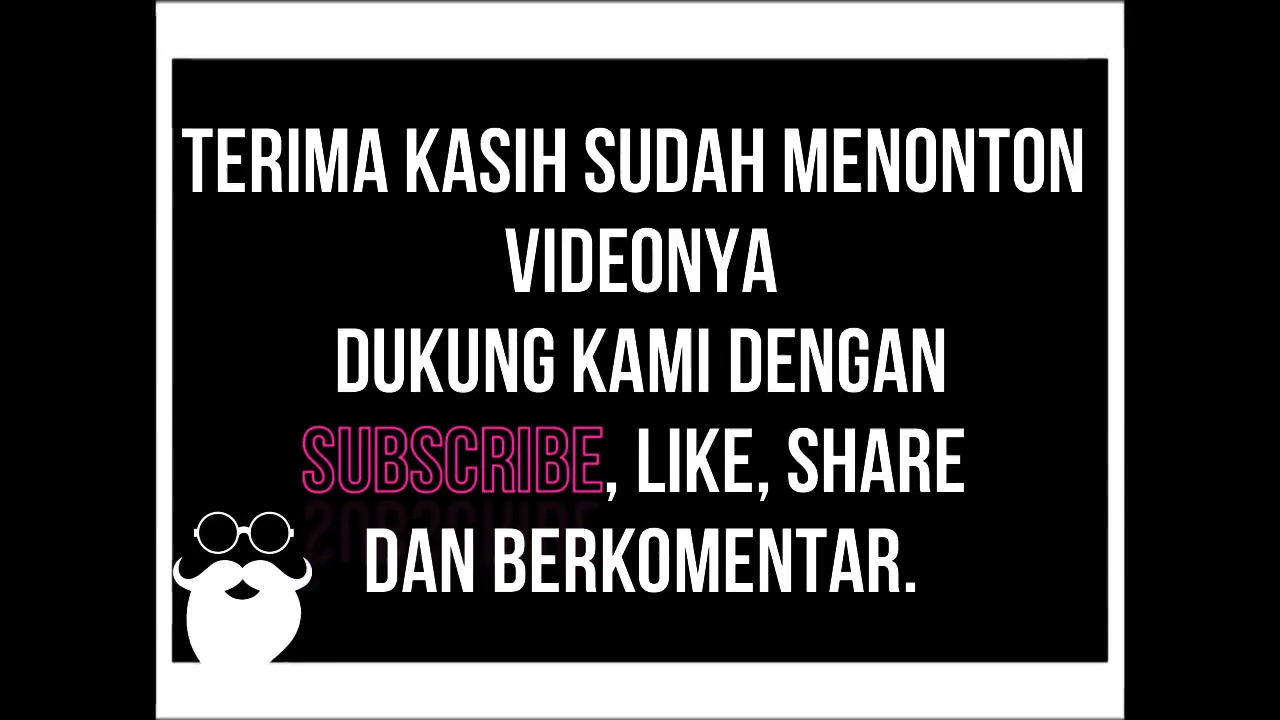 TERIMA KASIH SUDAH MENONTON
VIDEONYA
DUKUNG KAMI DENGAN
SUBSCRIBE, LIKE, SHARE
DAN BERKOMENTAR.